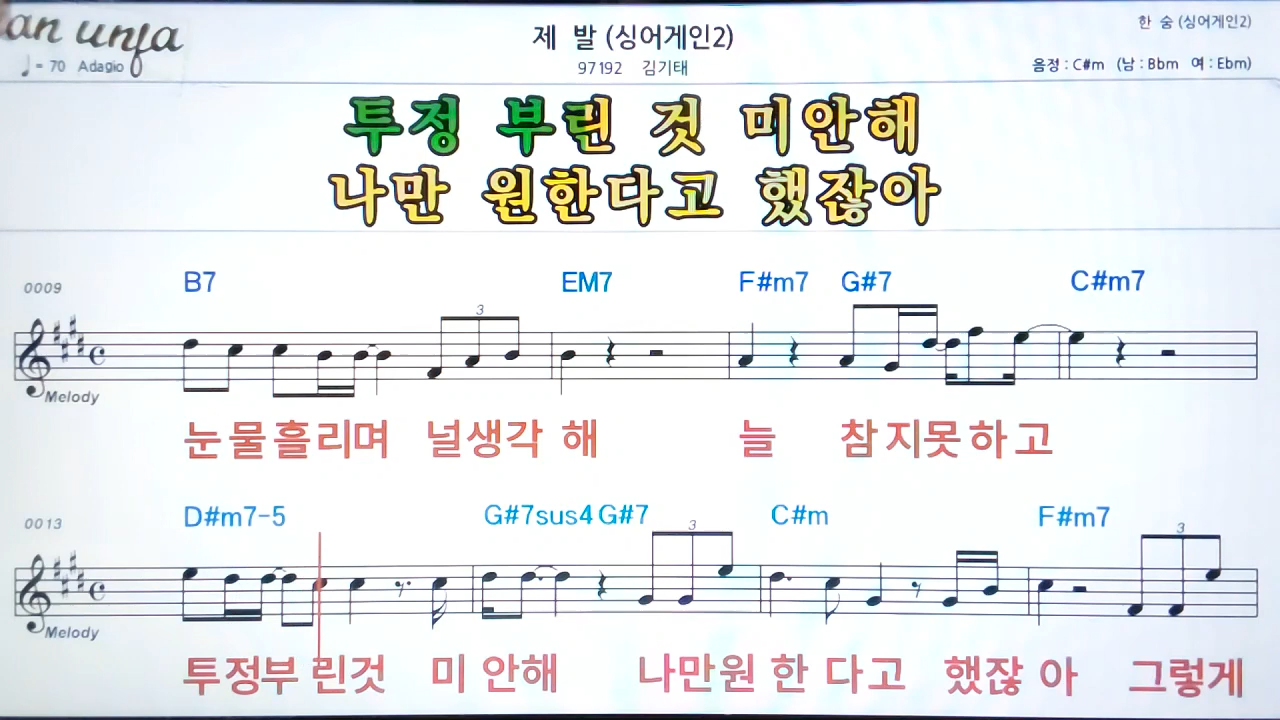 an unfa
♩ = 70 Adagio
제 발 (싱어게인2)
97192 김기태
한 숨 (싱어게인2)
음정 : C#m (남 : Bbm 여 : Ebm)
투정 부린 것 미안해
나만 원한다고 했잖아
0009 B7 EM7 F#m7 G#7 C#m7
3
Melody
눈물흘리며 널생각 해 늘 참지못하고
0013 D#m7-5 G#7sus4 G#7 C#m F#m7
3 3
Melody
투정부 린것 미 안해 나만원 한 다고 했잖 아 그렇게